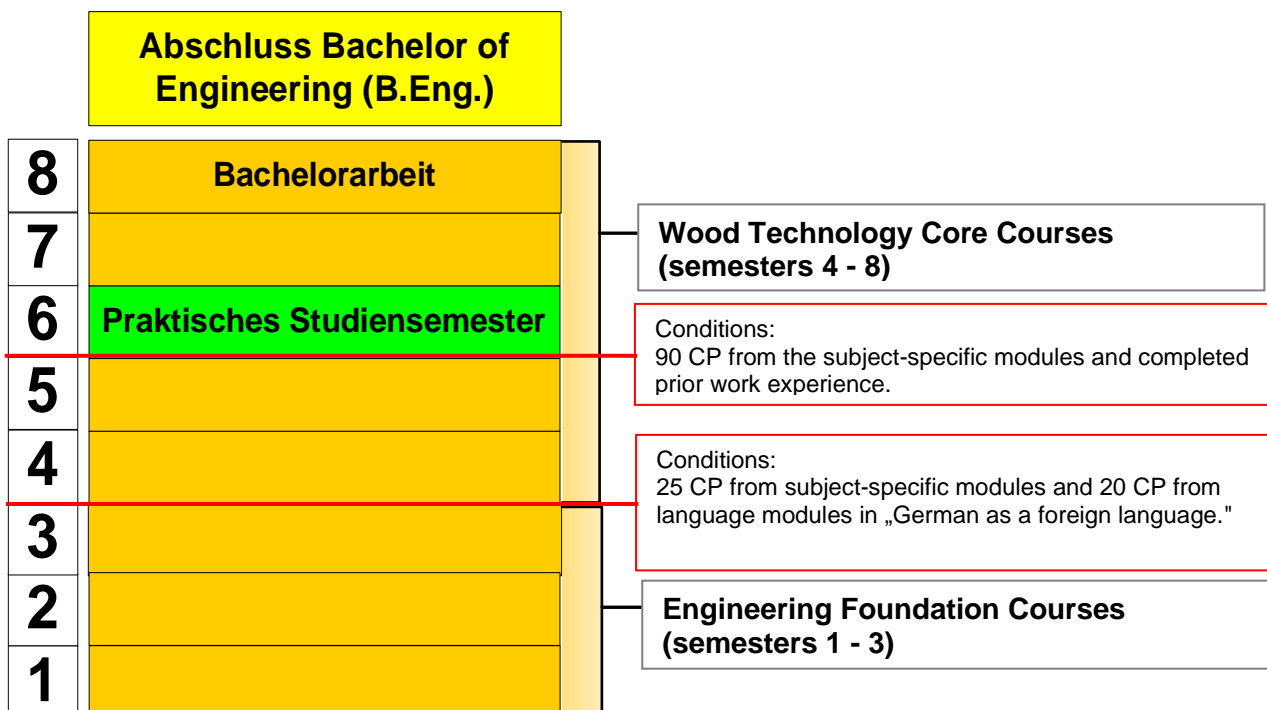 Abschluss Bachelor of
Engineering (B.Eng.)
8
Bachelorarbeit
7
Wood Technology Core Courses
(semesters 4 - 8)
6
Praktisches Studiensemester
Conditions:
90 CP from the subject-specific modules and completed
prior work experience.
5
4
Conditions:
25 CP from subject-specific modules and 20 CP from
language modules in „German as a foreign language."
3
2
Engineering Foundation Courses
(semesters 1 - 3)
1